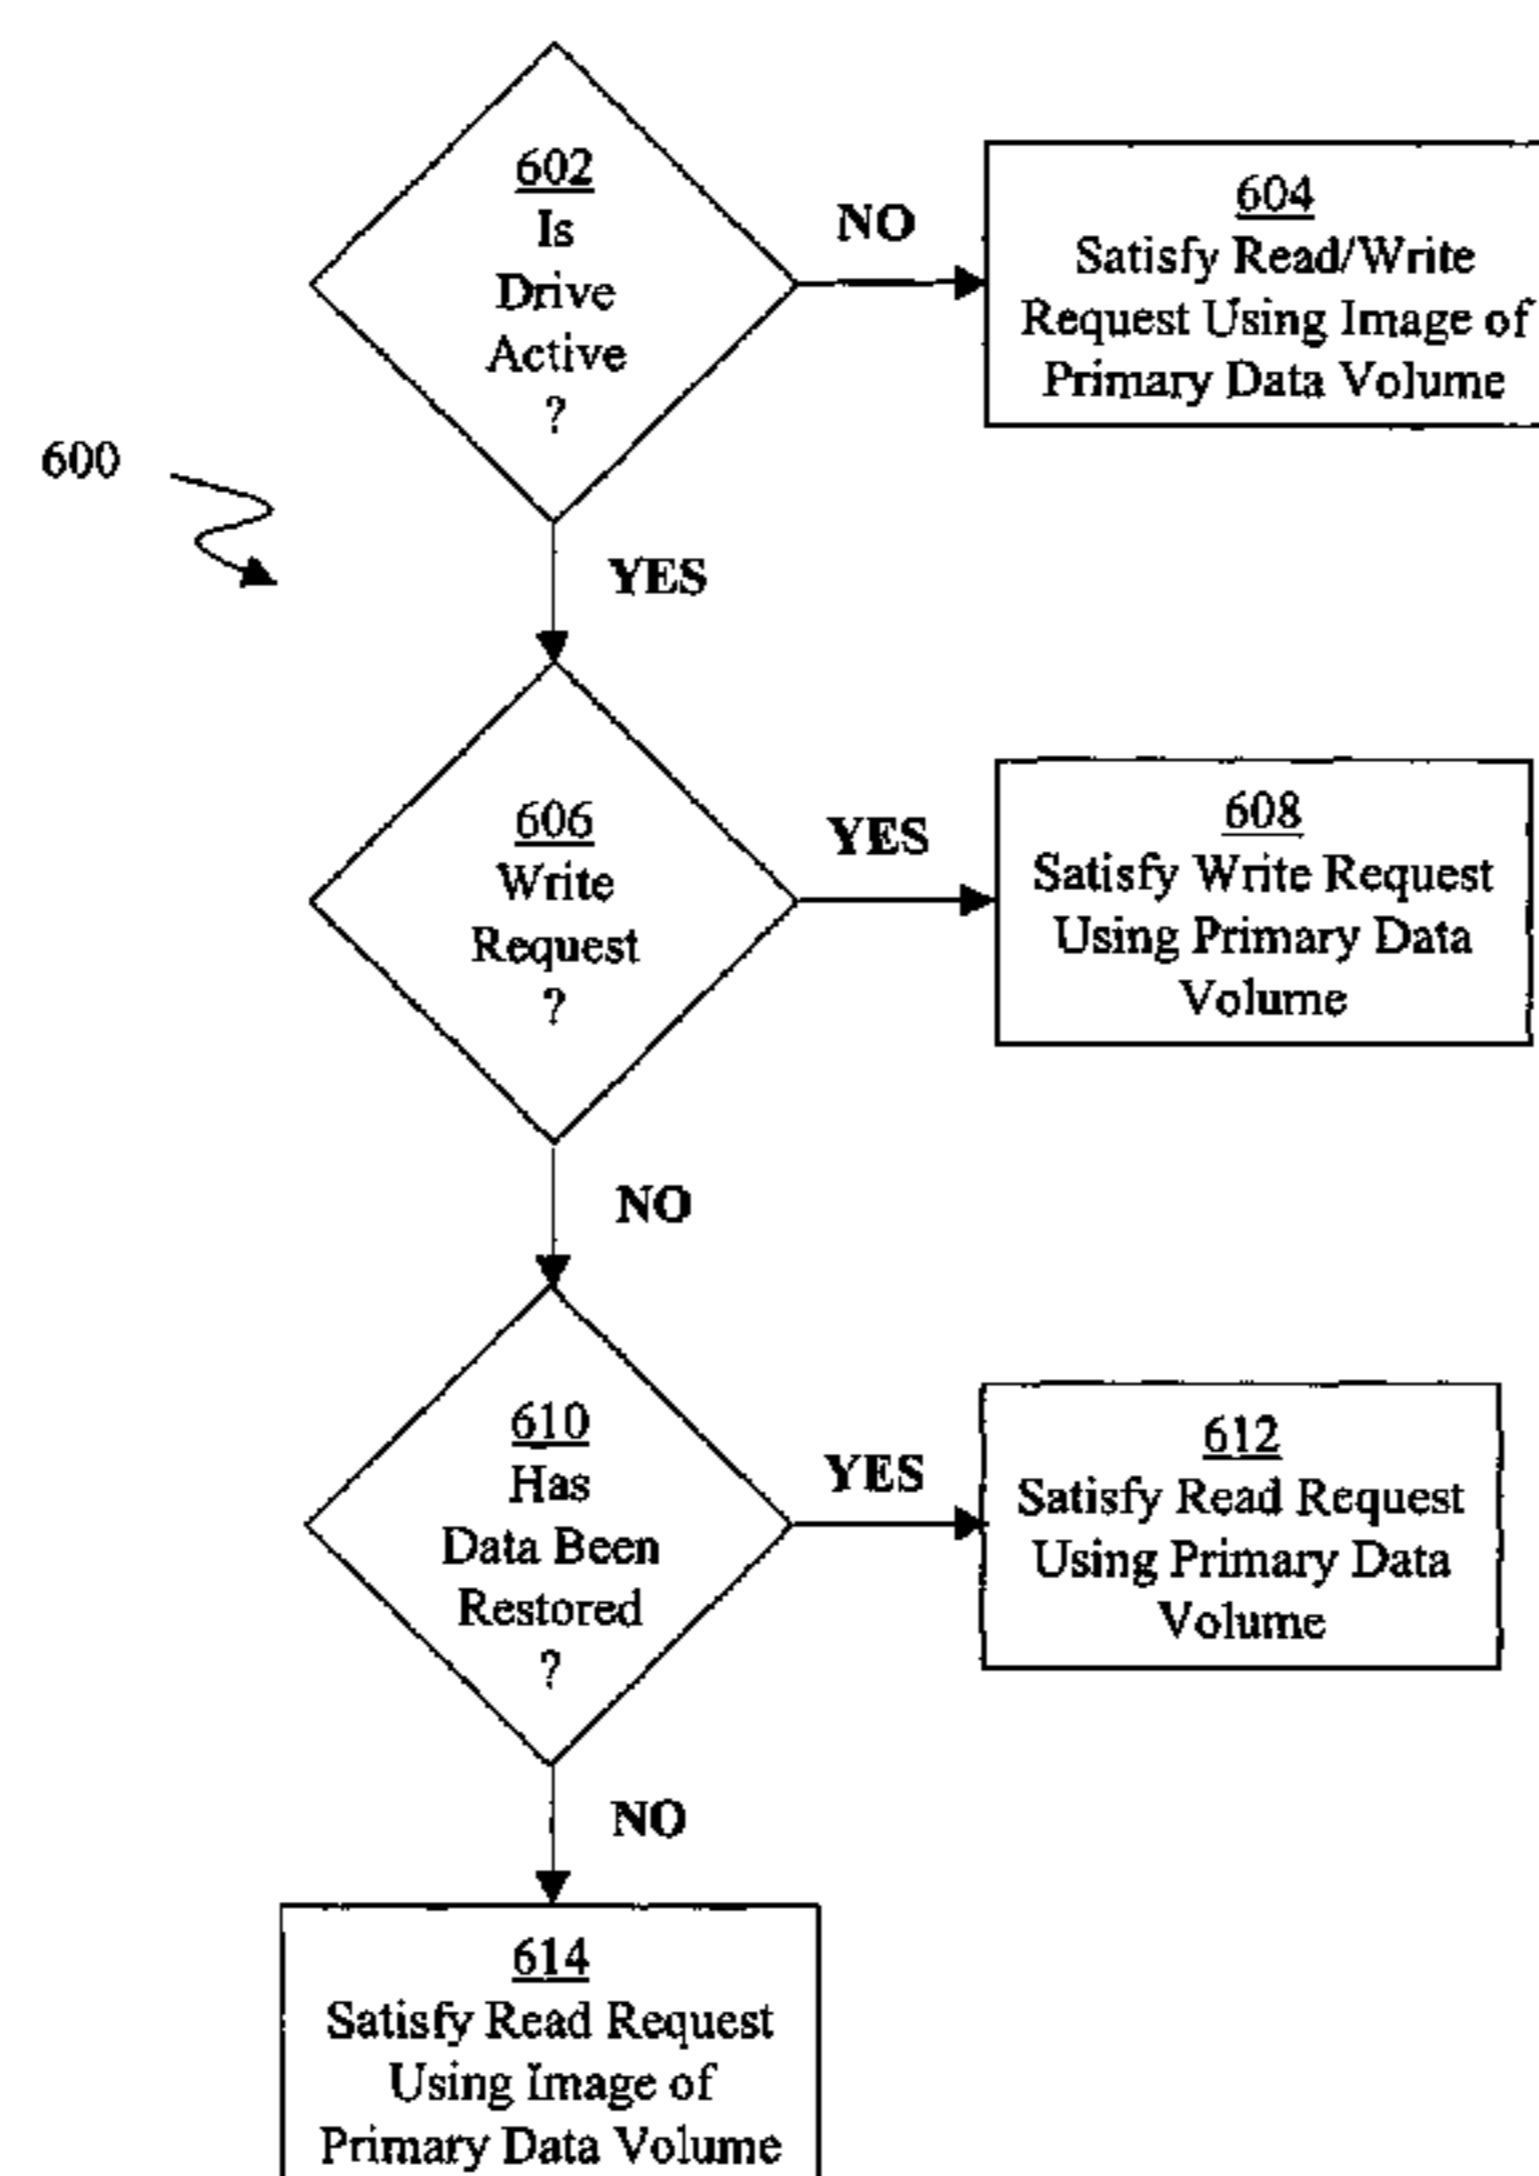 602
Is
Drive
Active
?
NO
604
Satisfy Read/Write
Request Using Image of
Primary Data Volume
600
YES
606
Write
Request
?
YES
608
Satisfy Write Request
Using Primary Data
Volume
NO
610
Has
Data Been
Restored
?
YES
612
Satisfy Read Request
Using Primary Data
Volume
NO
614
Satisfy Read Request
Using Image of
Primary Data Volume